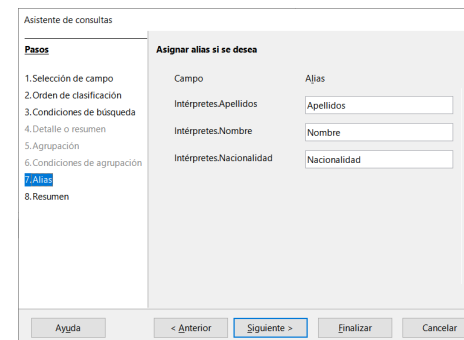 Asistente de consultas
Pasos
1.Selección de campo
2.Orden de clasificación
3.Condiciones de búsqueda
4.Detalle o resumen
5.Agrupación
6.Condiciones de agrupación
7.Alias
8.Resumen
Asignar alias si se desea
Campo Alias
Intérpretes.Apellidos Apellidos
Intérpretes.Nombre Nombre
Intérpretes.Nacionalidad Nacionalidad
Ayuda < Anterior Siguiente > Finalizar Cancelar